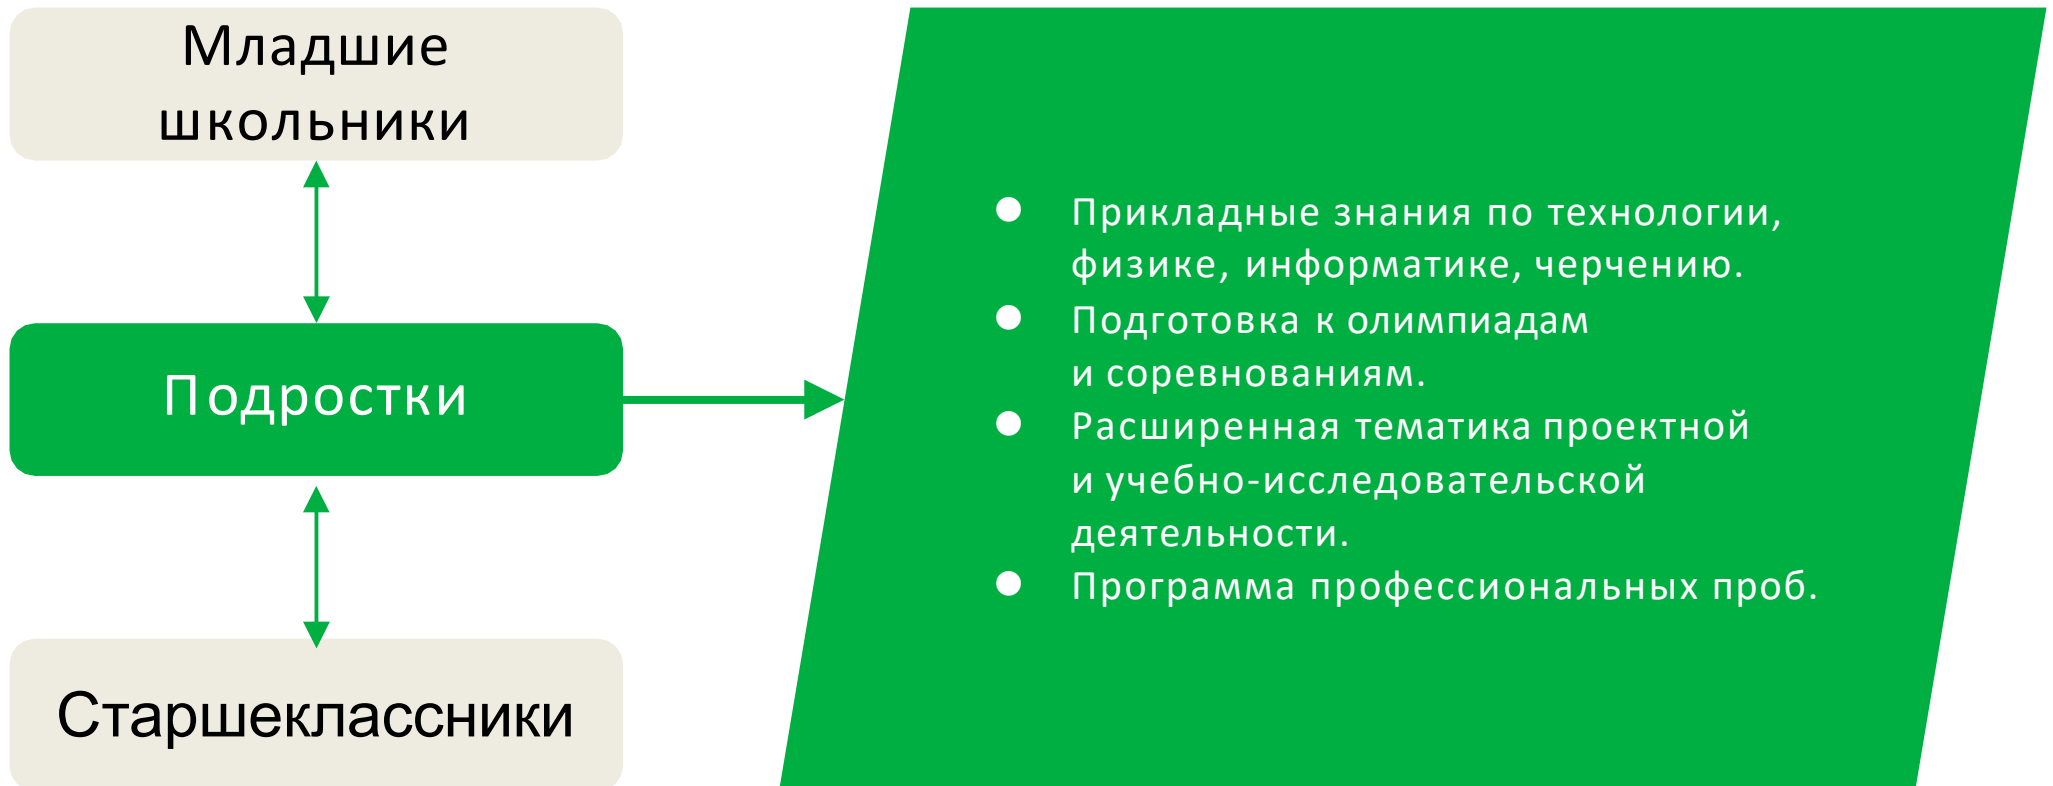 Младшие
школьники
Подростки
Старшеклассники
● Прикладные знания по технологии,
физике, информатике, черчению.
● Подготовка к олимпиадам
и соревнованиям.
● Расширенная тематика проектной
и учебно-исследовательской
деятельности.
● Программа профессиональных проб.